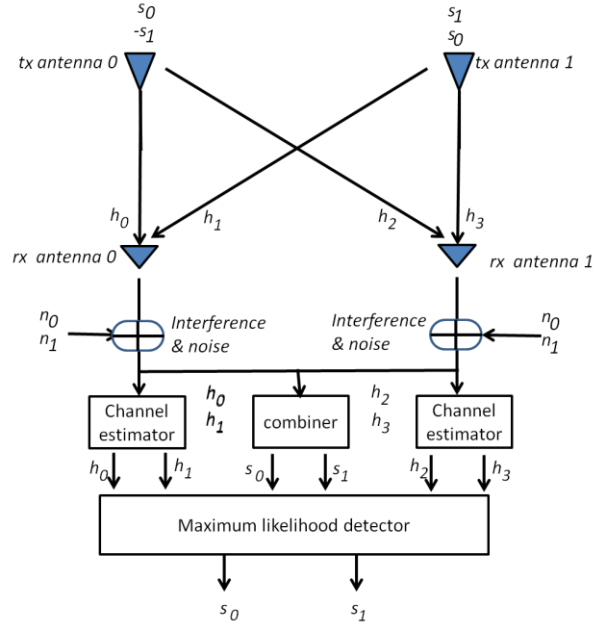 s0 s1
-s1 s0
tx antenna 0 tx antenna 1
h0 h1 h2 h3
rx antenna 0 rx antenna 1
n0 Interference Interference n0
n1 & noise & noise n1
h0 h2
Channel estimator h1 combiner h3 Channel estimator
h0 h1 s0 s1 h2 h3
Maximum likelihood detector
s0 s1